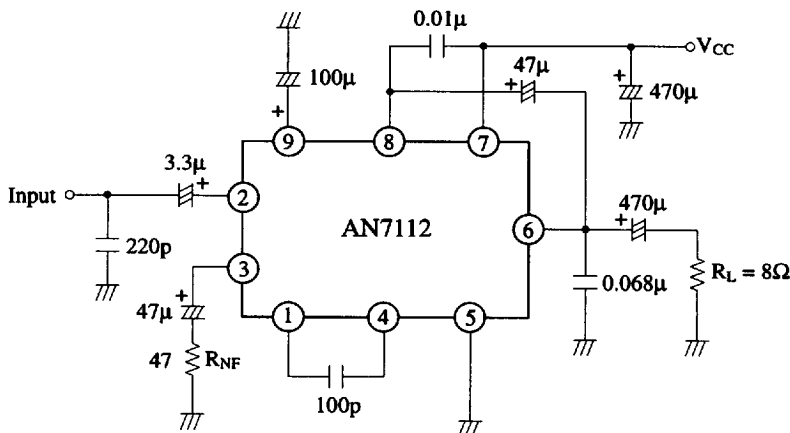 0.01μ
V_CC
100μ
+
+ 47μ
+
470μ
9
8
7
3.3μ
+
Input
2
AN7112
6
470μ
+
220p
3
0.068μ
R_L = 8Ω
+
47μ
1
4
5
47 R_NF
100p